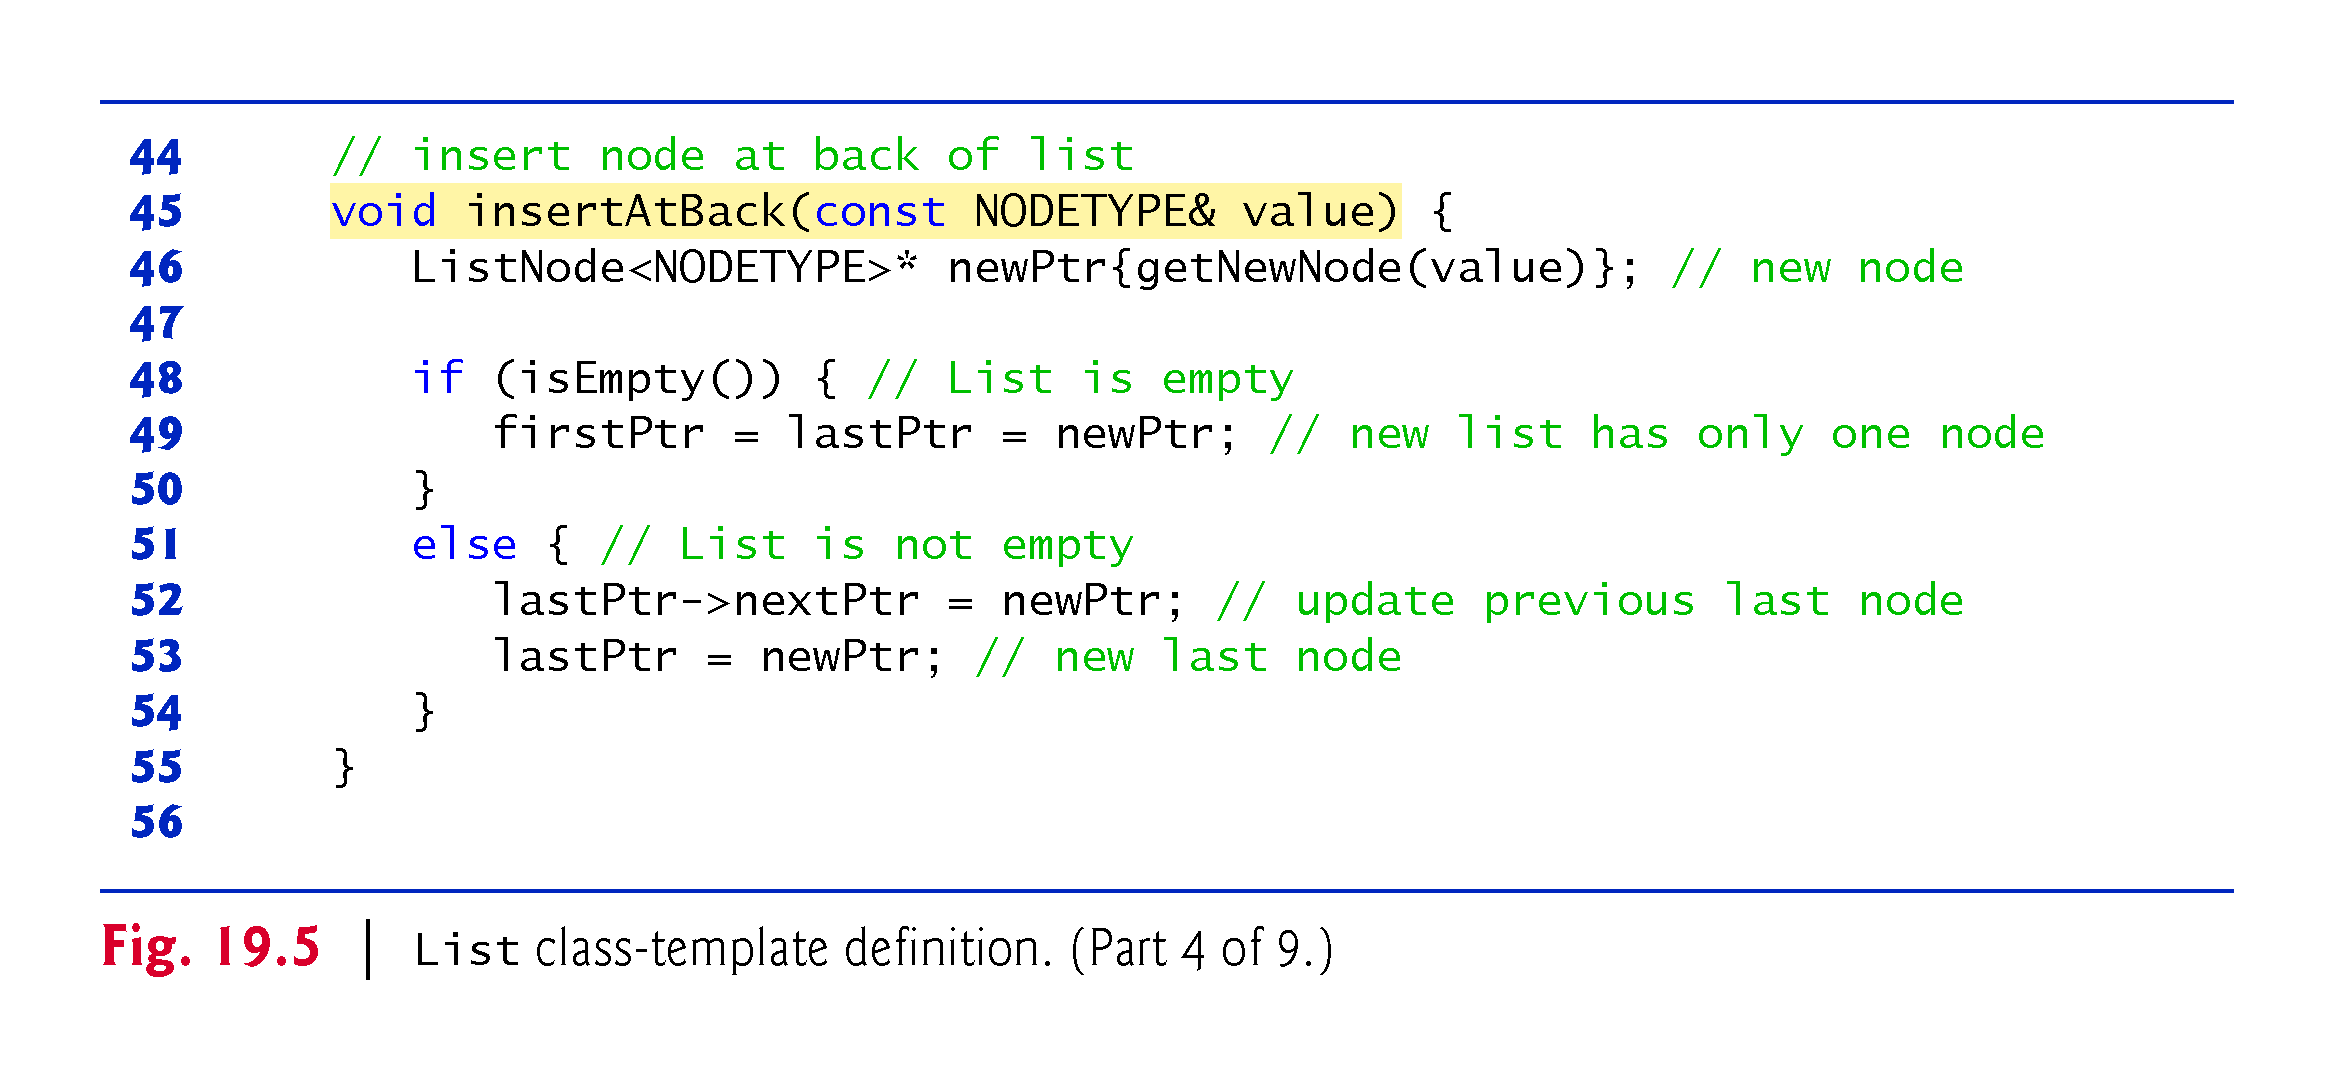 44 // insert node at back of list
45 void insertAtBack(const NODETYPE& value) {
46 ListNode<NODETYPE>* newPtr{getNewNode(value)}; // new node
47
48 if (isEmpty()) { // List is empty
49 firstPtr = lastPtr = newPtr; // new list has only one node
50 }
51 else { // List is not empty
52 lastPtr->nextPtr = newPtr; // update previous last node
53 lastPtr = newPtr; // new last node
54 }
55 }
56
Fig. 19.5 | List class-template definition. (Part 4 of 9.)